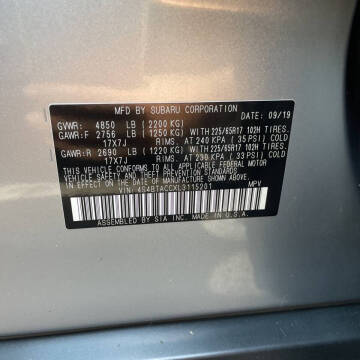 MFD BY SUBARU CORPORATION
DATE 09/19
GVWR: 4850 LB (2200 KG)
GAWR:F 2756 LB (1250 KG) WITH 225/65R17 102H TIRES.
17X7J RIMS. AT 240 KPA (35 PSI) COLD
GAWR:R 2690 LB (1220 KG) WITH 225/65R17 102H TIRES.
17X7J RIMS. AT 230 KPA (33 PSI) COLD
THIS VEHICLE CONFORMS TO ALL APPLICABLE FEDERAL MOTOR
VEHICLE SAFETY, BUMPER, AND THEFT PREVENTION STANDARDS
IN EFFECT ON THE DATE OF MANUFACTURE SHOWN ABOVE.
VIN: 4S4BTACCXL3115201 MPV
ASSEMBLED BY SIA INC. MADE IN U.S.A.